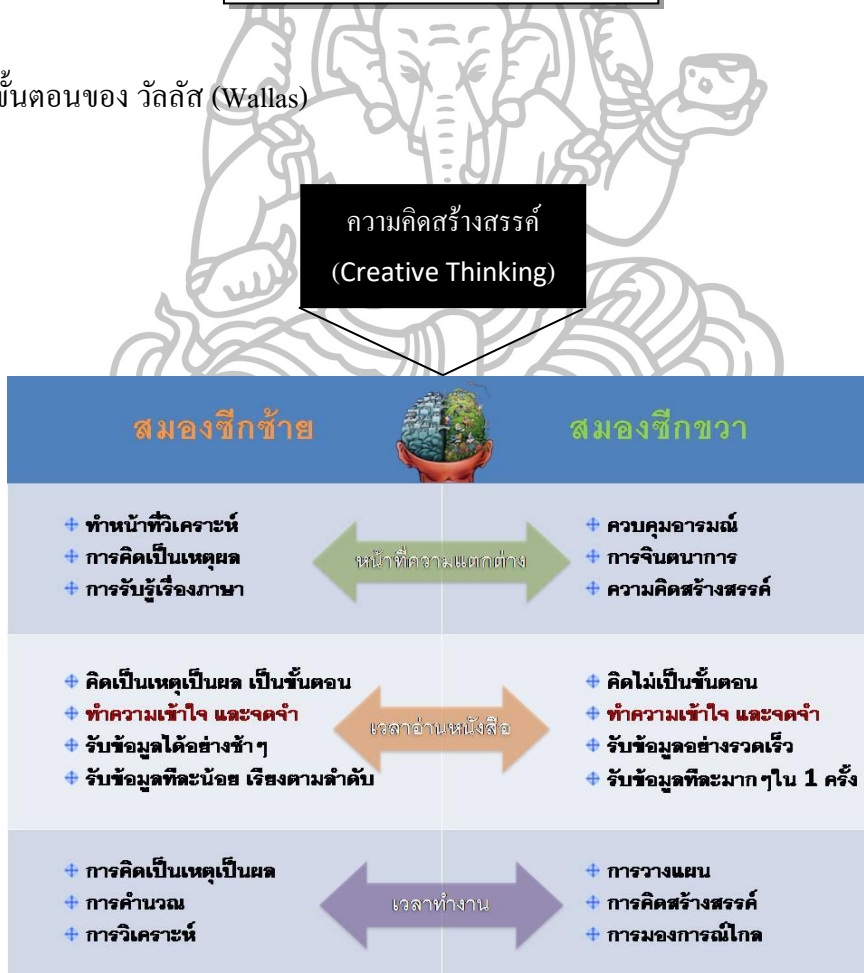 ขั้นตอนของ วัลลัส (Wallas)
ความคิดสร้างสรรค์
(Creative Thinking)
สมองซีกซ้าย
สมองซีกขวา
ทำหน้าที่วิเคราะห์
การคิดเป็นเหตุผล
การรับรู้เรื่องภาษา
หน้าที่ความแตกต่าง
ควบคุมอารมณ์
การจินตนาการ
ความคิดสร้างสรรค์
คิดเป็นเหตุเป็นผล เป็นขั้นตอน
ทำความเข้าใจ และจดจำ
รับข้อมูลได้อย่างช้าๆ
รับข้อมูลทีละน้อย เรียงตามลำดับ
เวลาอ่านหนังสือ
คิดไม่เป็นขั้นตอน
ทำความเข้าใจ และจดจำ
รับข้อมูลอย่างรวดเร็ว
รับข้อมูลทีละมากๆใน 1 ครั้ง
การคิดเป็นเหตุเป็นผล
การคำนวณ
การวิเคราะห์
เวลาทำงาน
การวางแผน
การคิดสร้างสรรค์
การมองการณ์ไกล